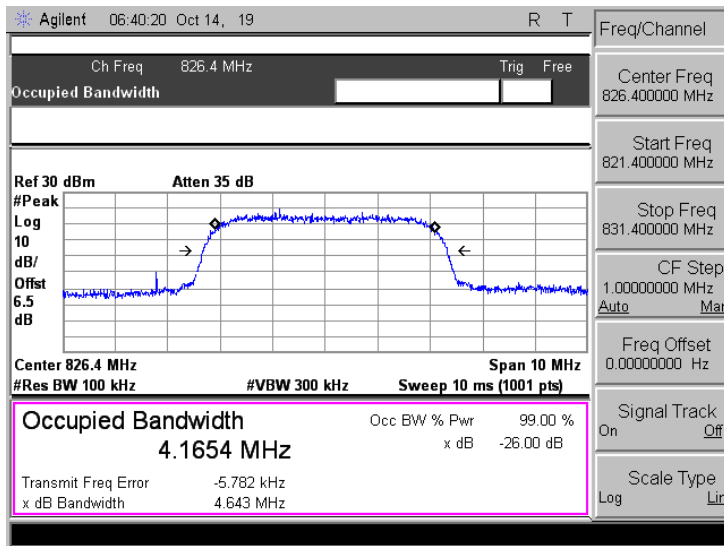 Agilent 06:40:20 Oct 14, 19 R T
Ch Freq 826.4 MHz Trig Free
Occupied Bandwidth
Ref 30 dBm Atten 35 dB
#Peak
Log
10
dB/
Offst
6.5
dB
Center 826.4 MHz Span 10 MHz
#Res BW 100 kHz #VBW 300 kHz Sweep 10 ms (1001 pts)
Occupied Bandwidth
4.1654 MHz
Occ BW % Pwr 99.00 %
x dB -26.00 dB
Transmit Freq Error -5.782 kHz
x dB Bandwidth 4.643 MHz
Freq/Channel
Center Freq
826.400000 MHz
Start Freq
821.400000 MHz
Stop Freq
831.400000 MHz
CF Step
1.00000000 MHz
Auto Mar
Freq Offset
0.00000000 Hz
Signal Track
On Off
Scale Type
Log Lin